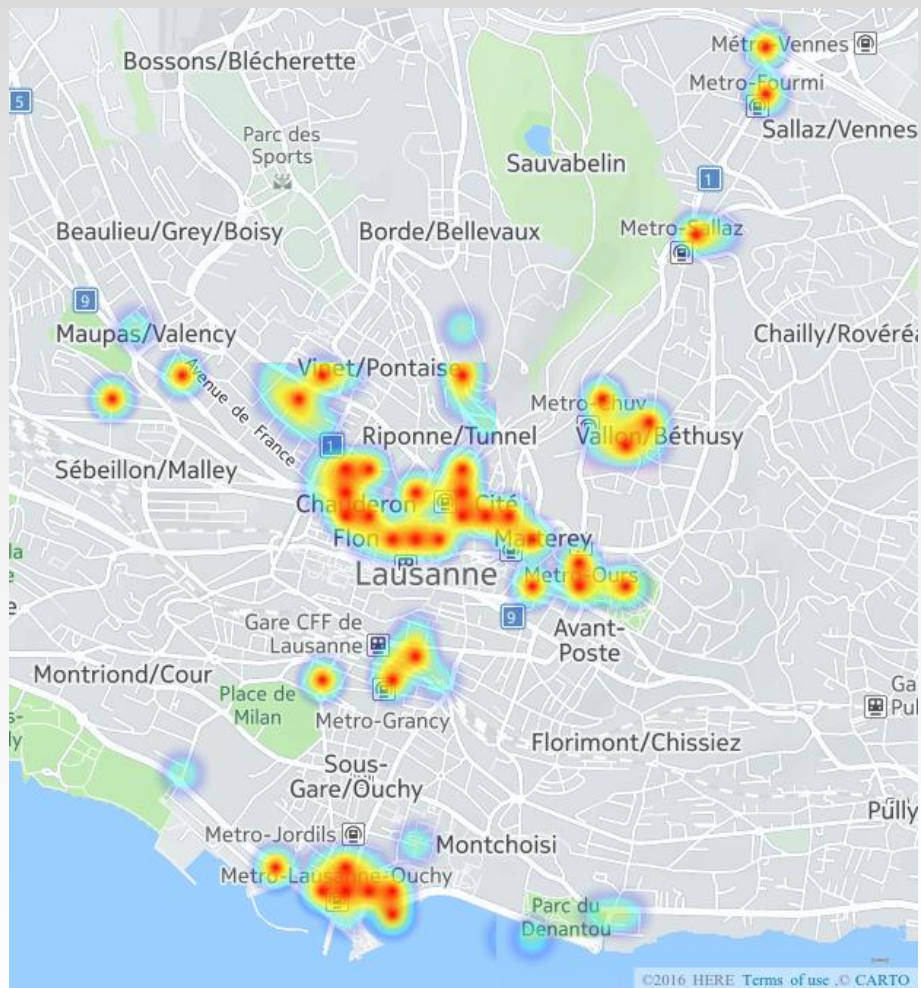 Bossons/Blécherette
Métro-Vennes
Metro-Fourmi
5
Sallaz/Vennes
Parc des
Sports
Sauvabelin
1
Beaulieu/Grey/Boisy
Borde/Bellevaux
Metro-Sallaz
9
Maupas/Valency
Chailly/Rovéréa
Vinet/Pontaise
Avenue de France
Metro-Chuv
1
Riponne/Tunnel
Vallon/Béthusy
Sébeillon/Malley
Chauderon
Cité
Flon
Marterey
la
e
Lausanne
Metro-Ours
9
Gare CFF de
Lausanne
Avant-
Poste
Montriond/Cour
Place de
Milan
Ga
Pul
s-
ly
Metro-Grancy
Florimont/Chissiez
Sous-
Gare/Ouchy
Pully
Metro-Jordils
Montchoisi
Metro-Lausanne-Ouchy
Parc du
Denantou
©2016 HERE Terms of use ,© CARTO